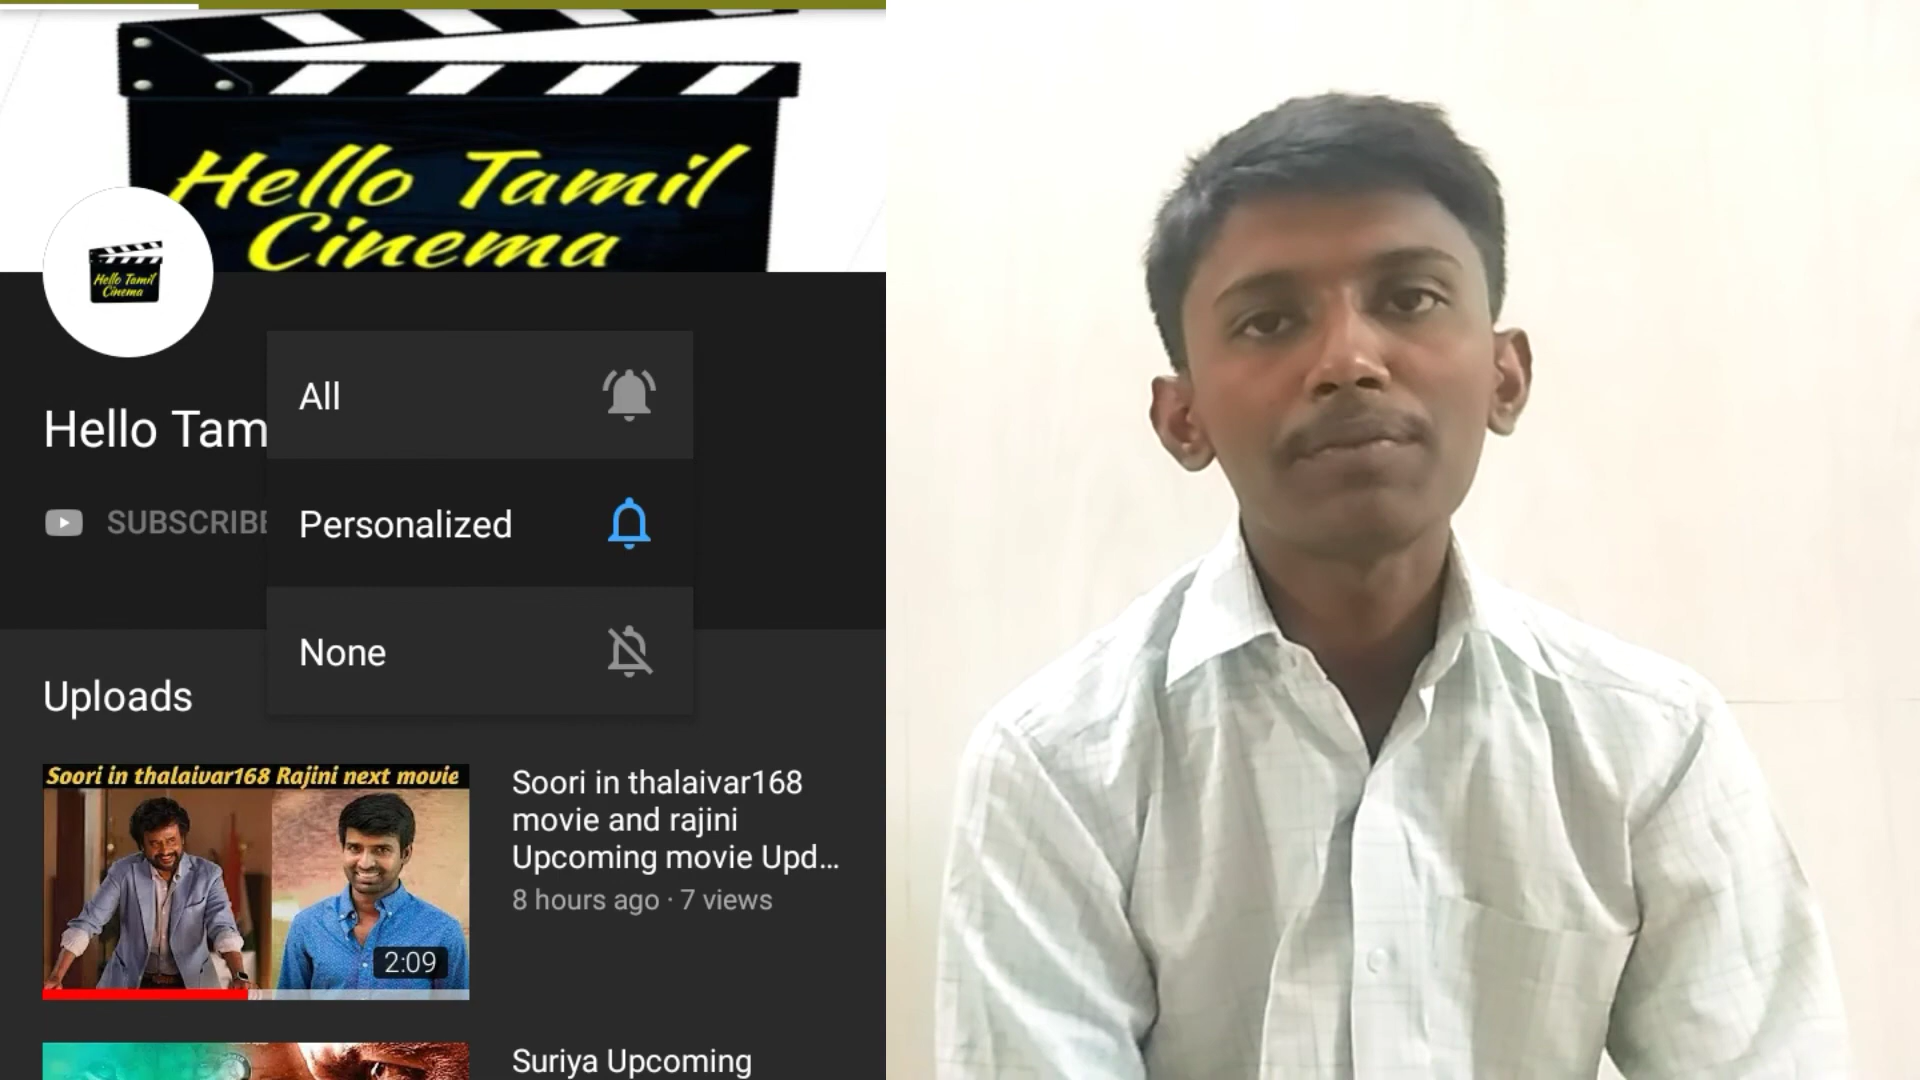 Hello Tamil
Cinema
Hello Tamil
Cinema
All
Hello Tam
Personalized
SUBSCRIBE
None
Uploads
Soori in thalaivar168 Rajini next movie
2:09
Soori in thalaivar168
movie and rajini
Upcoming movie Upd...
8 hours ago · 7 views
Suriya Upcoming